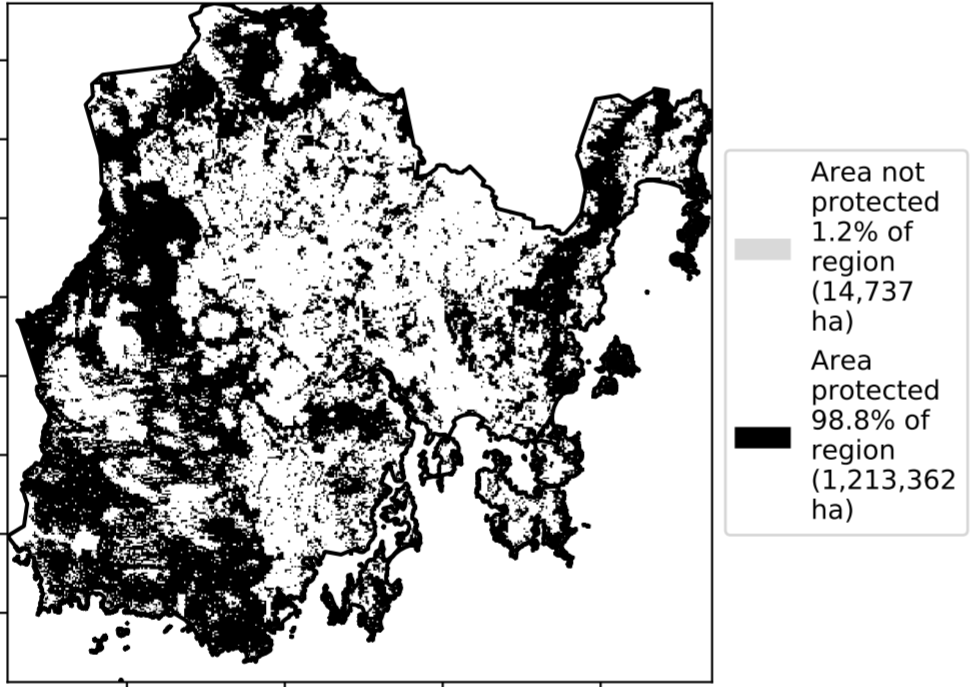 Area not
protected
1.2% of
region
(14,737
ha)
Area
protected
98.8% of
region
(1,213,362
ha)